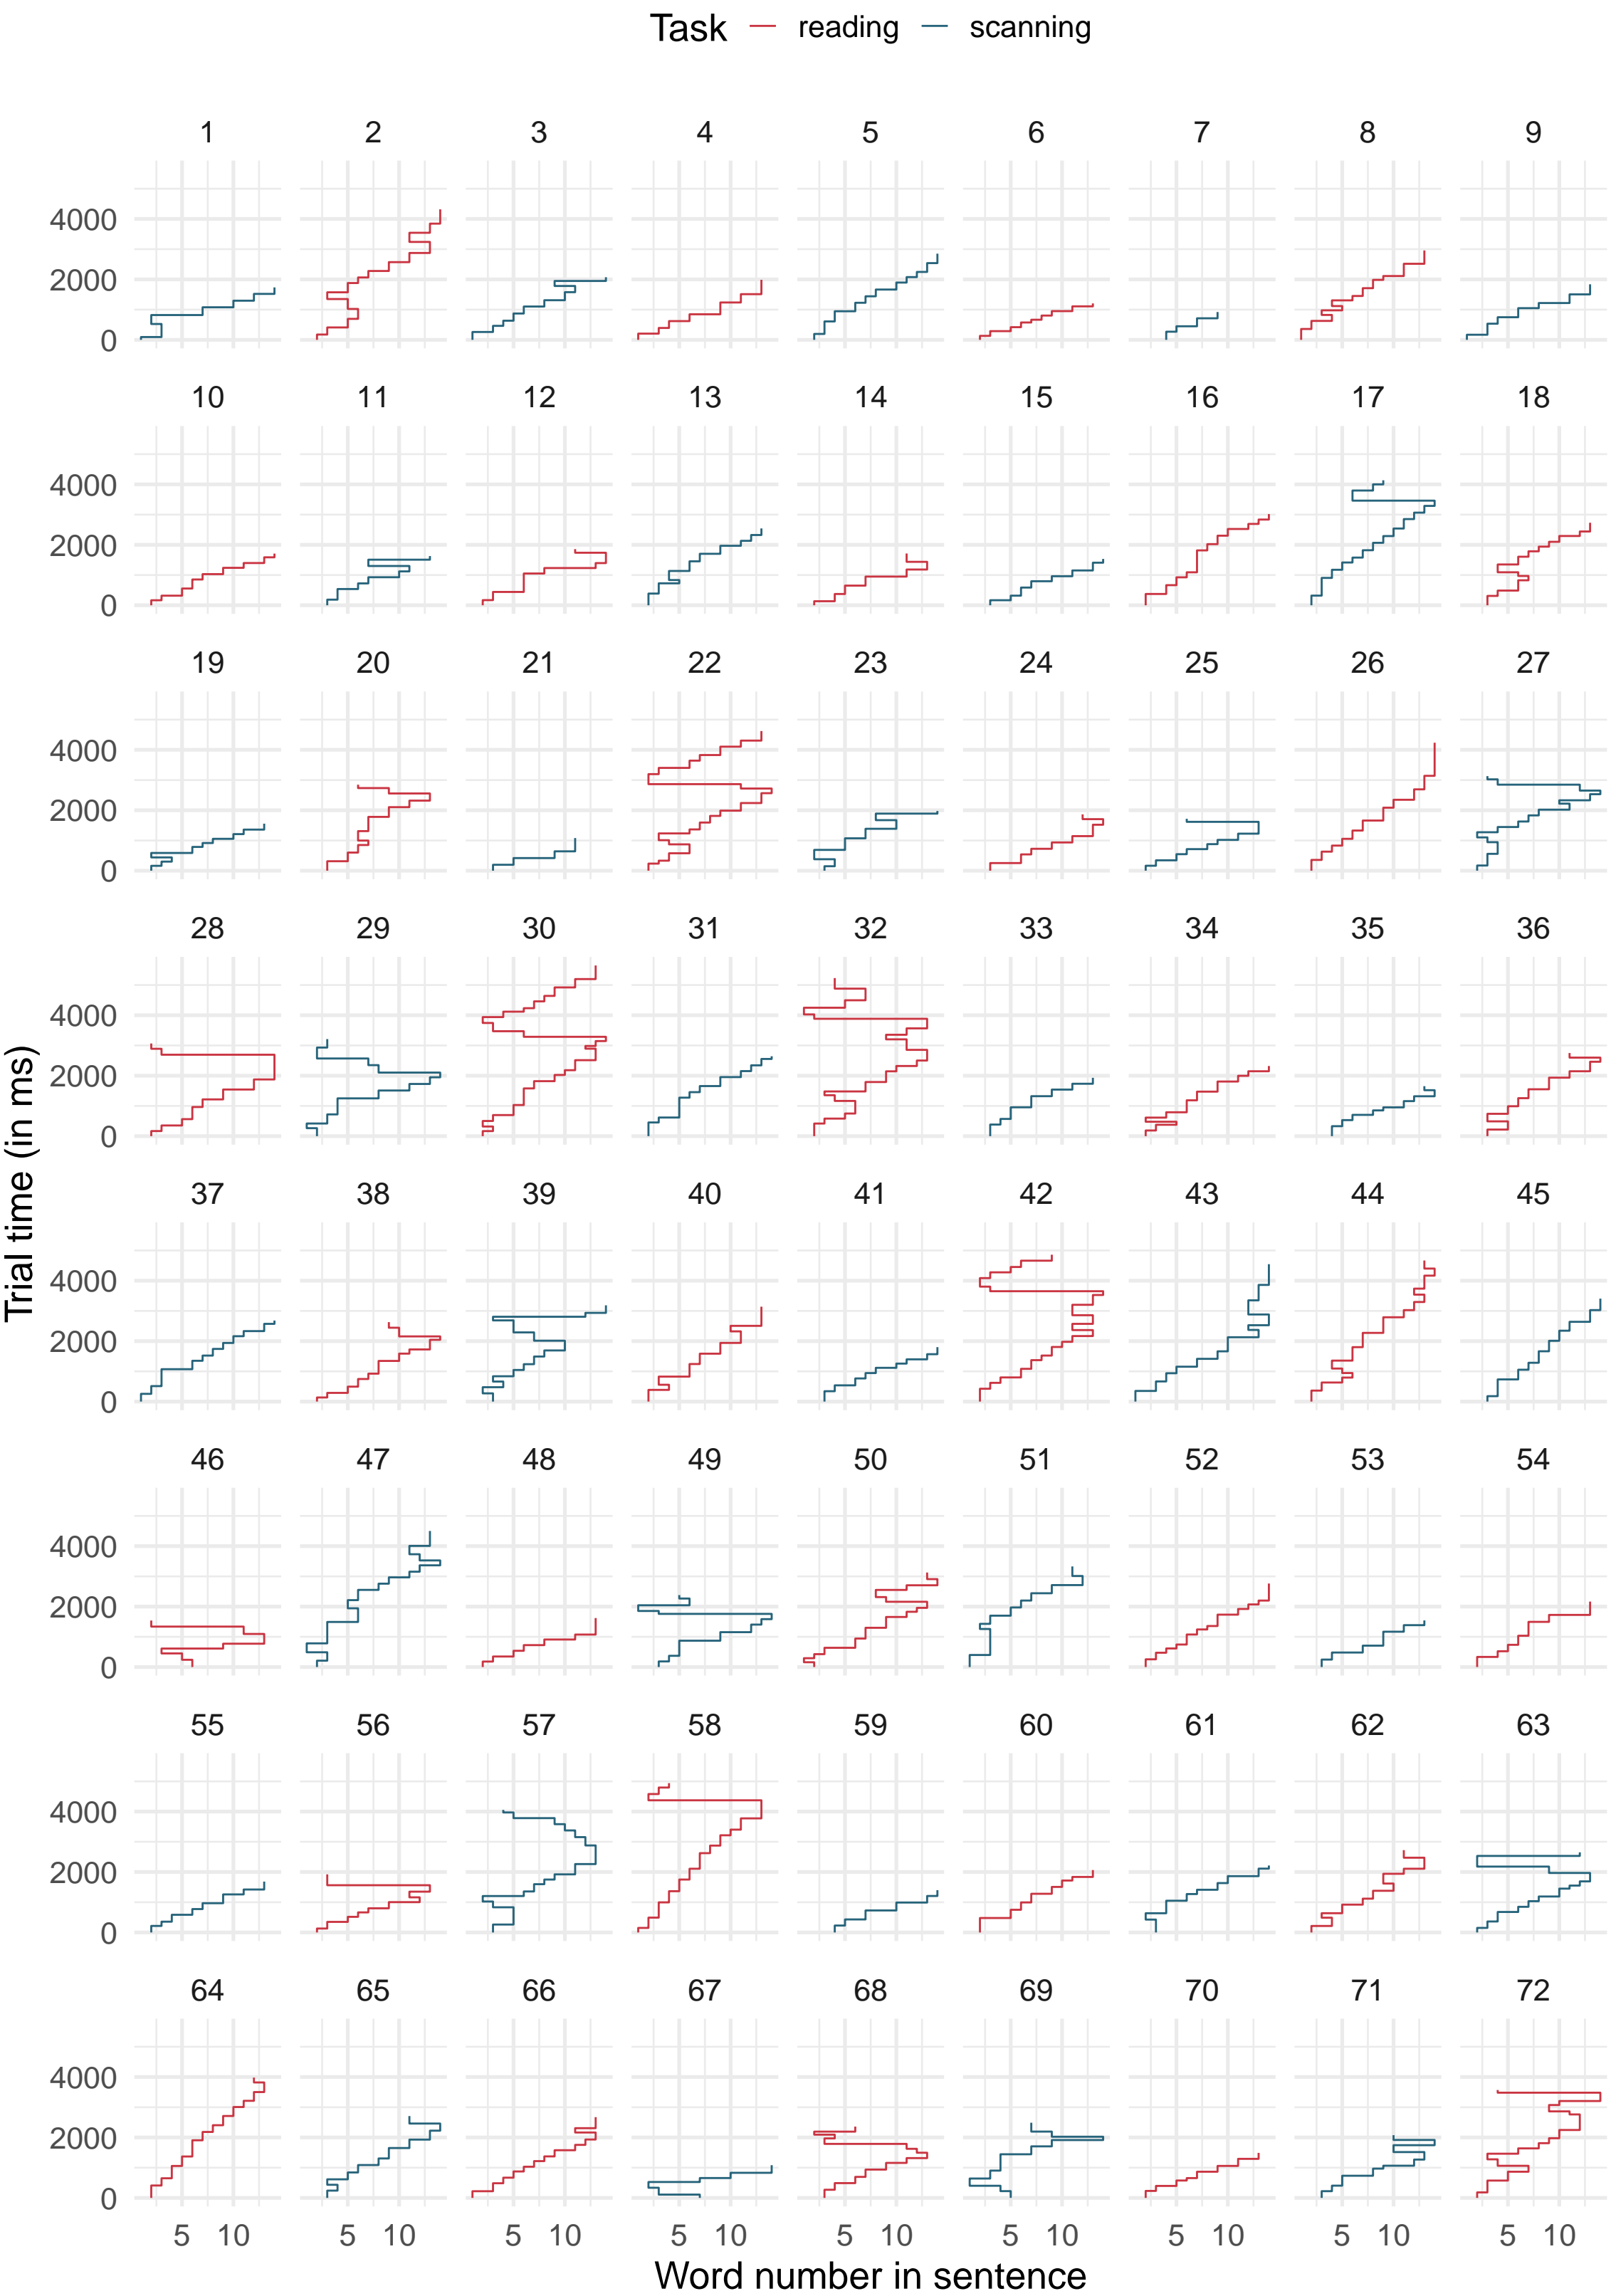 Task reading scanning
1 2 3 4 5 6 7 8 9
4000
2000
0
10 11 12 13 14 15 16 17 18
4000
2000
0
19 20 21 22 23 24 25 26 27
4000
2000
0
28 29 30 31 32 33 34 35 36
4000
2000
0
37 38 39 40 41 42 43 44 45
4000
2000
0
46 47 48 49 50 51 52 53 54
4000
2000
0
55 56 57 58 59 60 61 62 63
4000
2000
0
64 65 66 67 68 69 70 71 72
4000
2000
0
5 10 5 10 5 10 5 10 5 10 5 10 5 10 5 10 5 10
Word number in sentence
Trial time (in ms)